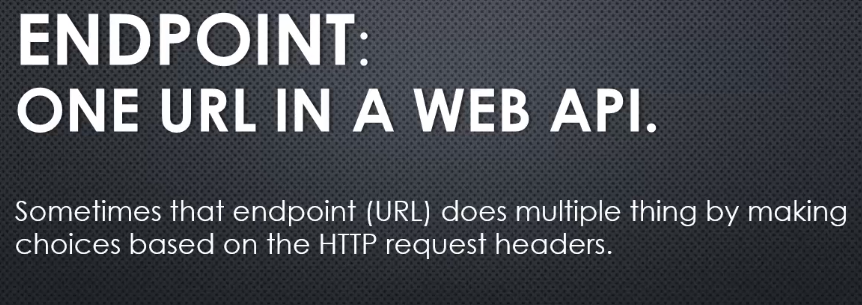 ENDPOINT:
ONE URL IN A WEB API.
Sometimes that endpoint (URL) does multiple thing by making
choices based on the HTTP request headers.